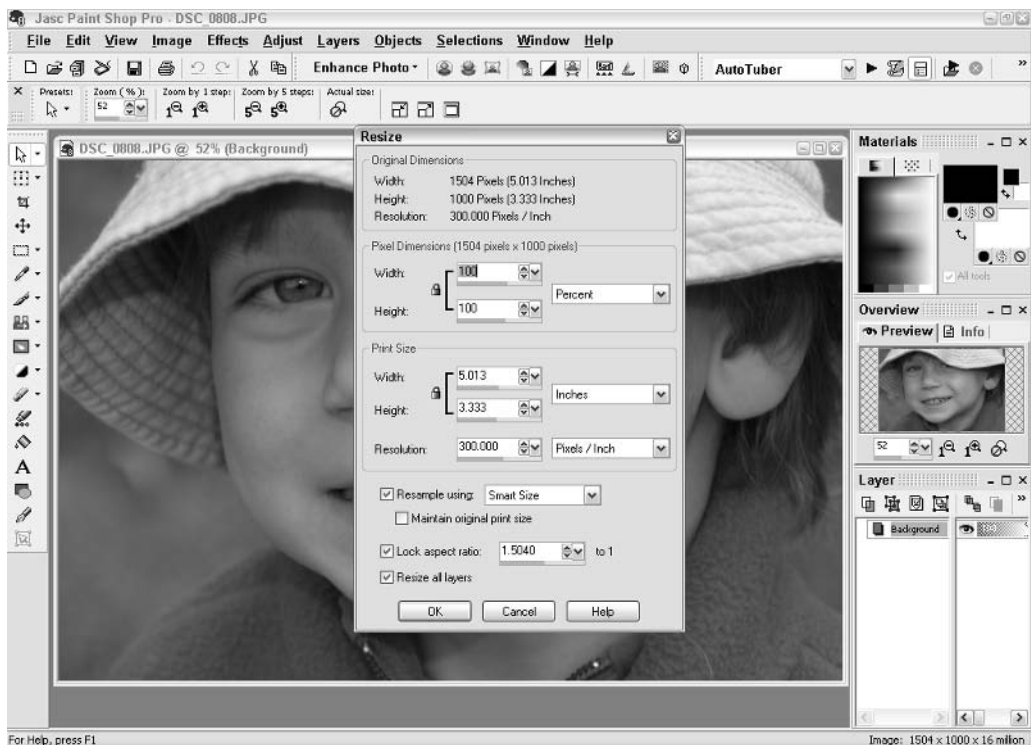 Jasc Paint Shop Pro - DSC_0808.JPG
File Edit View Image Effects Adjust Layers Objects Selections Window Help
Enhance Photo AutoTuber »
Presets: Zoom (%): Zoom by 1 step: Zoom by 5 steps: Actual size:
52 1 1 5 5
DSC_0808.JPG @ 52% (Background)
Resize
Original Dimensions
Width: 1504 Pixels (5.013 Inches)
Height: 1000 Pixels (3.333 Inches)
Resolution: 300.000 Pixels / Inch
Pixel Dimensions (1504 pixels x 1000 pixels)
Width: 100
Percent
Height: 100
Print Size
Width: 5.013
Inches
Height: 3.333
Resolution: 300.000 Pixels / Inch
Resample using: Smart Size
Maintain original print size
Lock aspect ratio: 1.5040 to 1
Resize all layers
OK Cancel Help
A
Materials
All tools
Overview
Preview Info
52 1 1
Layer
»
Background
For Help, press F1
Image: 1504 x 1000 x 16 million